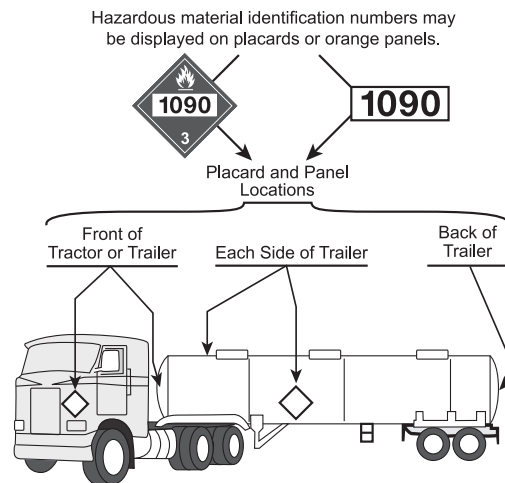 Hazardous material identification numbers may
be displayed on placards or orange panels.
1090
3
1090
Placard and Panel
Locations
Front of
Tractor or Trailer
Each Side of Trailer
Back of
Trailer